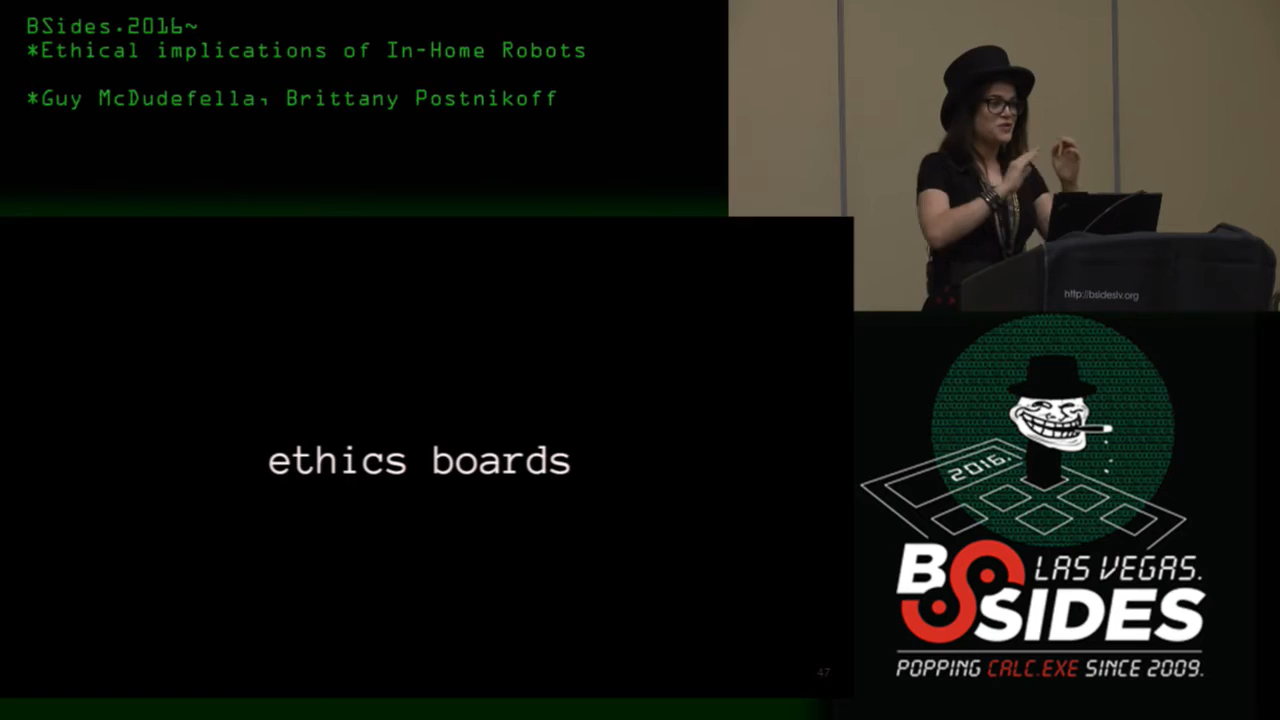 BSides.2016~
*Ethical implications of In-Home Robots
*Guy McDudefella, Brittany Postnikoff
http://bsideslv.org
ethics boards
47
2016.
BSIDES
LAS VEGAS.
POPPING CALC.EXE SINCE 2009.